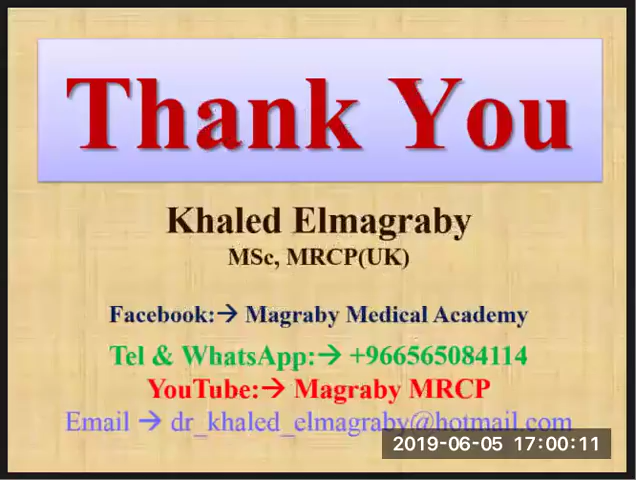 Thank You
Khaled Elmagraby
MSc, MRCP(UK)
Facebook:→ Magraby Medical Academy
Tel & WhatsApp:→ +966565084114
YouTube:→ Magraby MRCP
Email → dr_khaled_elmagraby@hotmail.com
2019-06-05 17:00:11